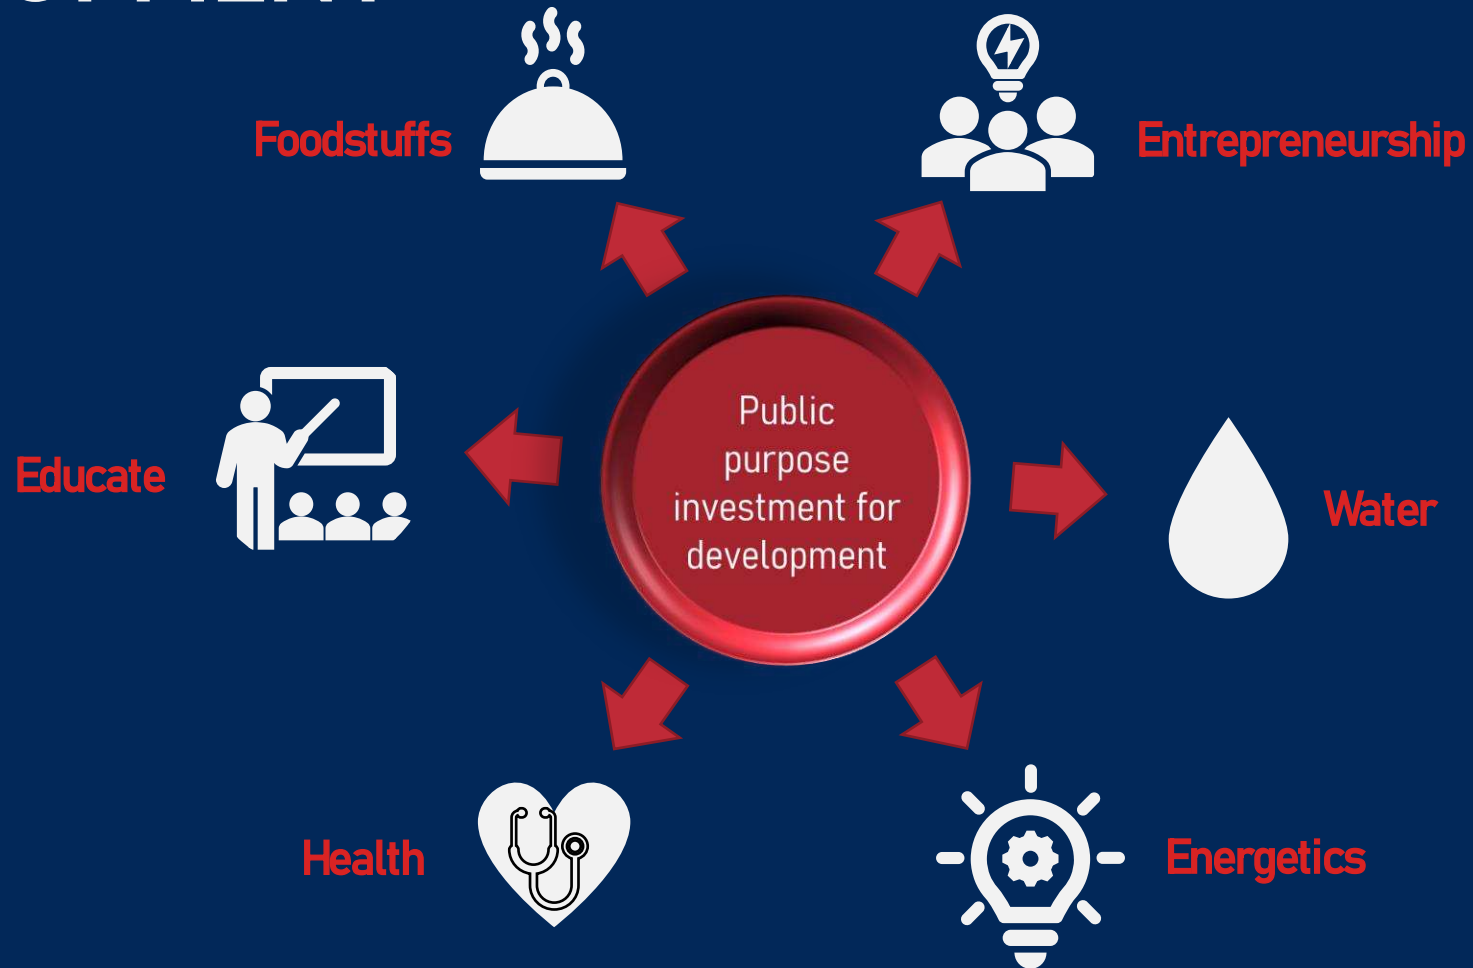 Foodstuffs
Entrepreneurship
Public
purpose
investment for
development
Educate
Water
Health
Energetics